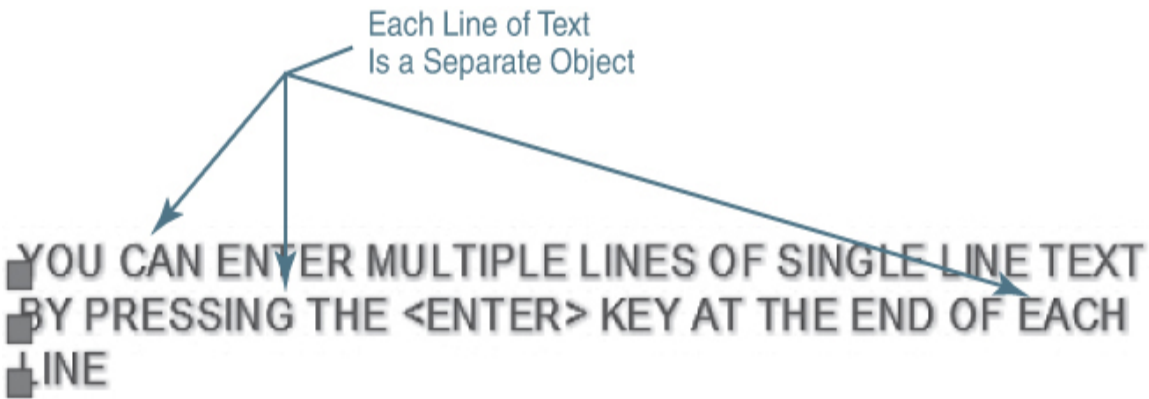 Each Line of Text
Is a Separate Object
YOU CAN ENTER MULTIPLE LINES OF SINGLE LINE TEXT
BY PRESSING THE <ENTER> KEY AT THE END OF EACH
LINE